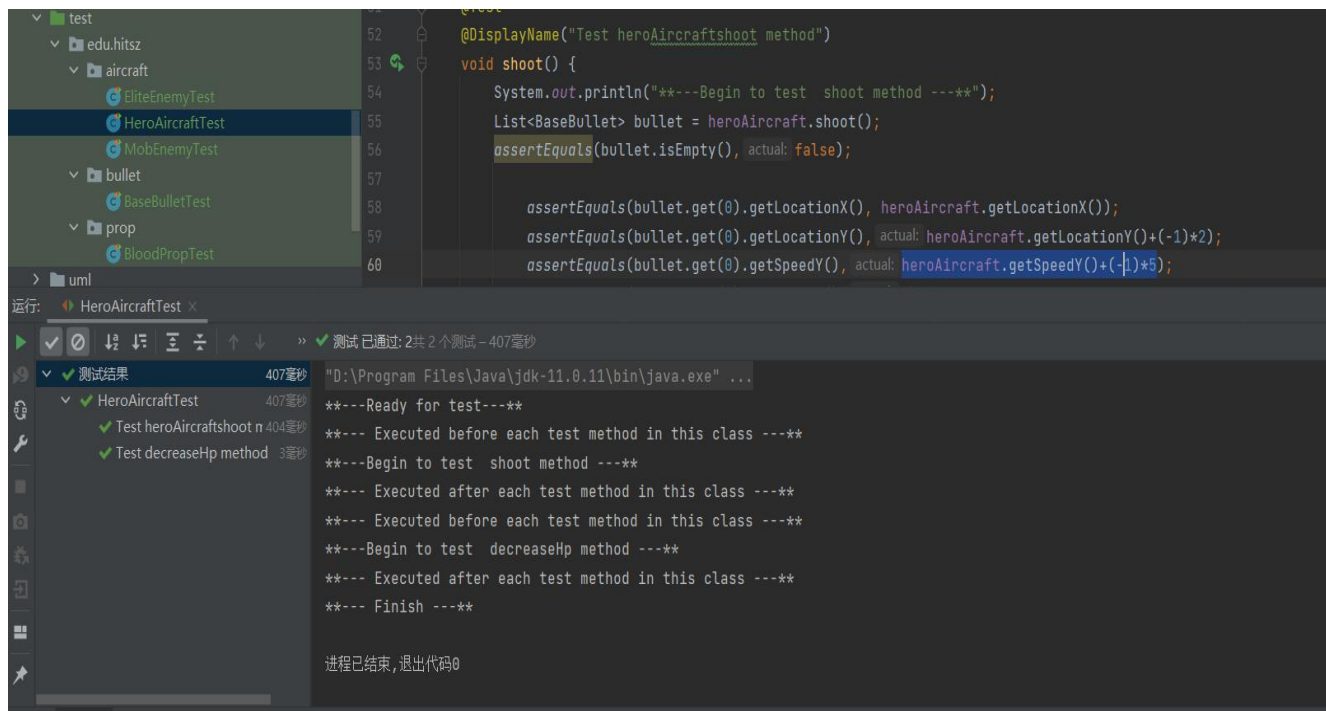 test
edu.hitsz
aircraft
EliteEnemyTest
HeroAircraftTest
MobEnemyTest
bullet
BaseBulletTest
prop
BloodPropTest
uml
52 @DisplayName("Test heroAircraftshoot method")
53 void shoot() {
54 System.out.println("**---Begin to test  shoot method ---**");
55 List<BaseBullet> bullet = heroAircraft.shoot();
56 assertEquals(bullet.isEmpty(), actual: false);
57
58 assertEquals(bullet.get(0).getLocationX(), heroAircraft.getLocationX());
59 assertEquals(bullet.get(0).getLocationY(), actual: heroAircraft.getLocationY()+(-1)*2);
60 assertEquals(bullet.get(0).getSpeedY(), actual: heroAircraft.getSpeedY()+(-1)*5);
运行: HeroAircraftTest ×
» 测试 已通过: 2共 2 个测试 – 407毫秒
测试结果 407毫秒
HeroAircraftTest 407毫秒
Test heroAircraftshoot m 404毫秒
Test decreaseHp method 3毫秒
"D:\Program Files\Java\jdk-11.0.11\bin\java.exe" ...
**---Ready for test---**
**--- Executed before each test method in this class ---**
**---Begin to test  shoot method ---**
**--- Executed after each test method in this class ---**
**--- Executed before each test method in this class ---**
**---Begin to test  decreaseHp method ---**
**--- Executed after each test method in this class ---**
**--- Finish ---**
进程已结束,退出代码0